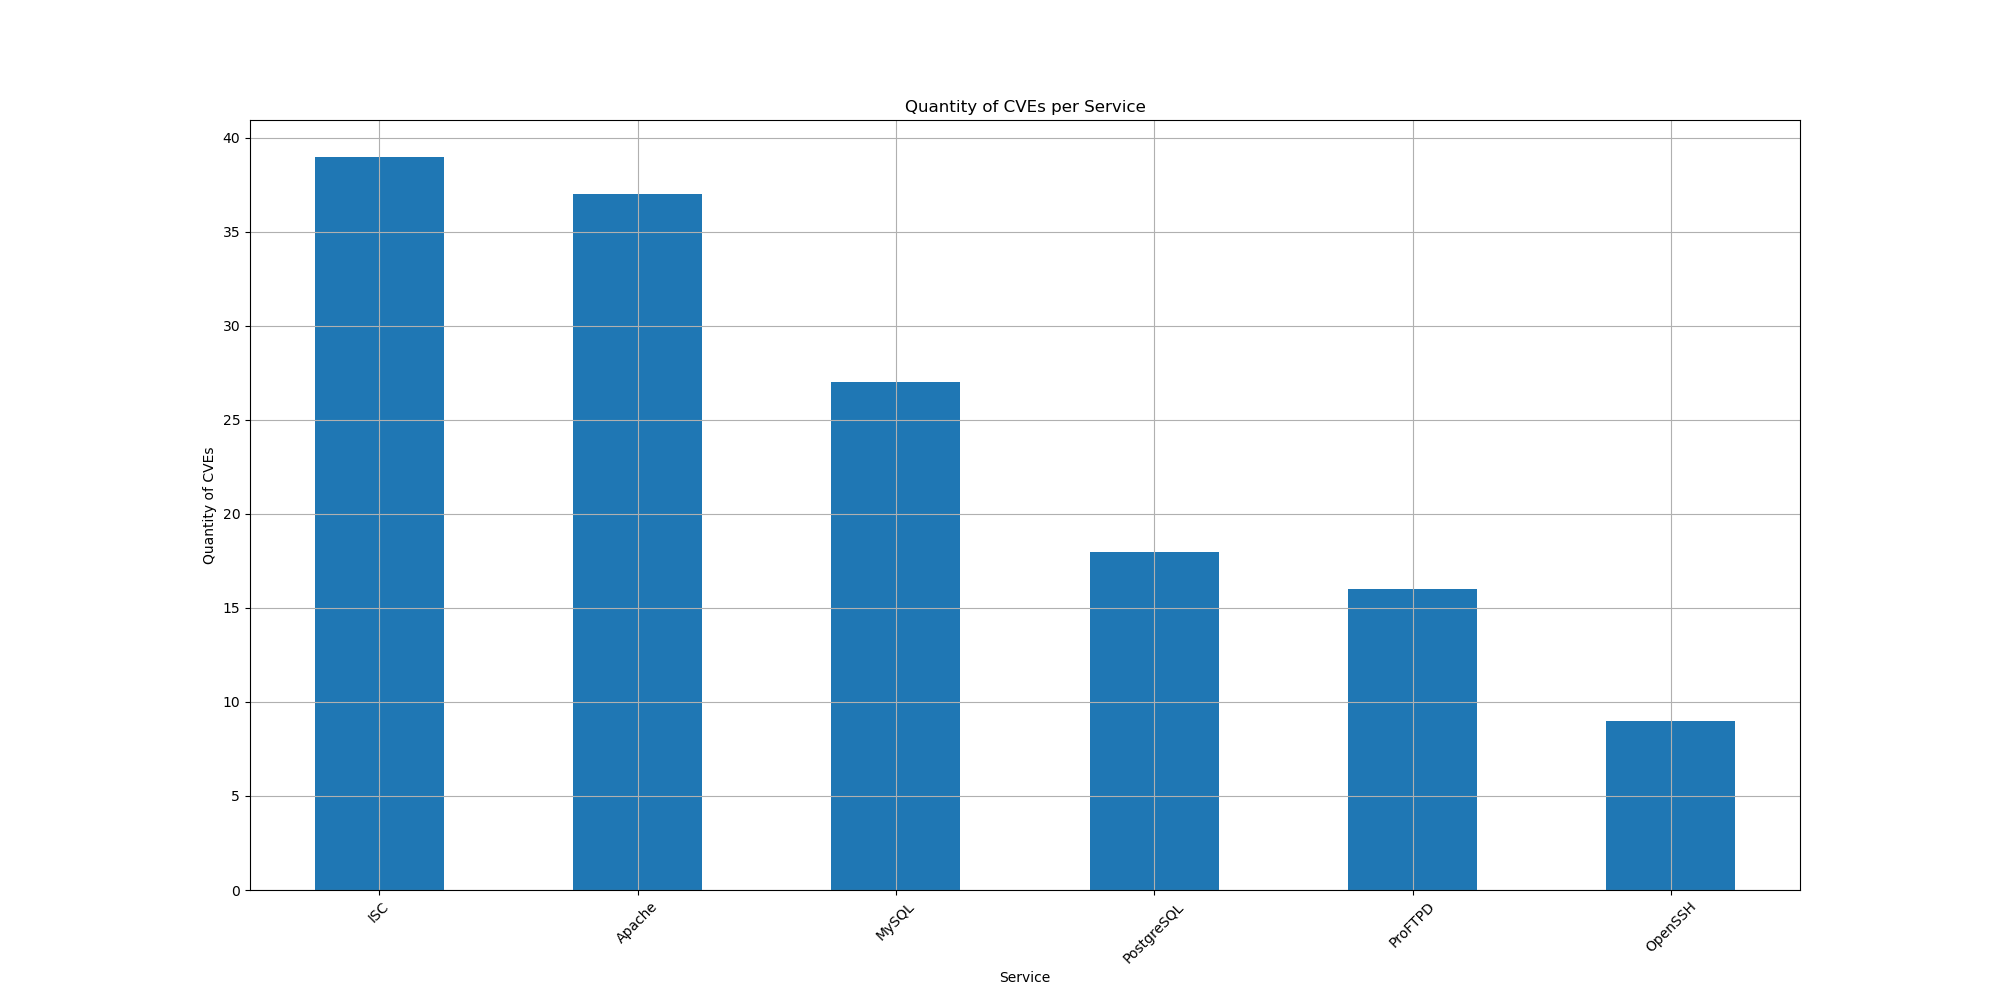 Quantity of CVEs per Service
Quantity of CVEs
40
35
30
25
20
15
10
5
0
ISC
Apache
MySQL
PostgreSQL
ProFTPD
OpenSSH
Service